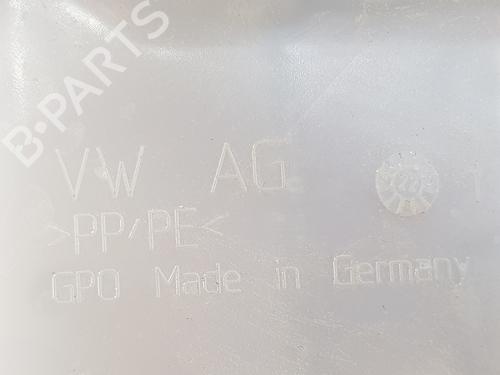 B-PARTS
VW AG
>PP/PE<
GPO Made in Germany